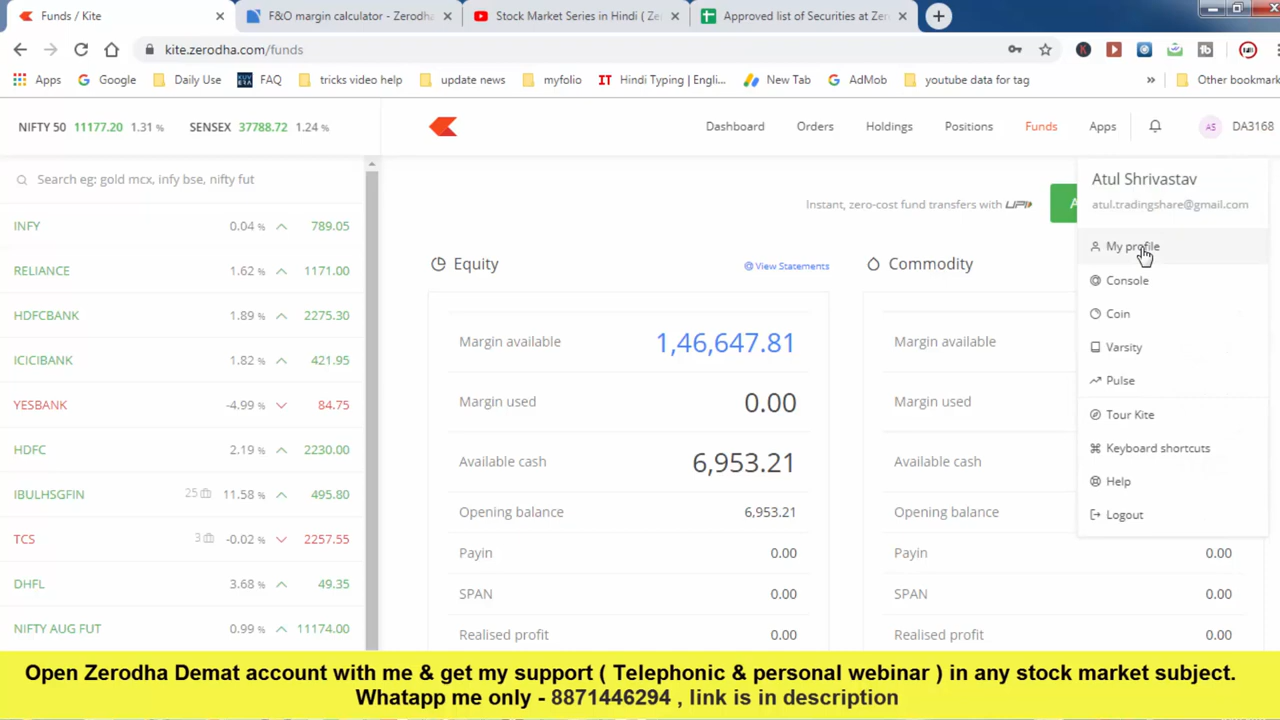 Funds / Kite
F&O margin calculator - Zerodha
Stock Market Series in Hindi ( Ze
Approved list of Securities at Zer
kite.zerodha.com/funds
Apps
Google
Daily Use
KUVERA
FAQ
tricks video help
update news
myfolio
IT Hindi Typing | Engli...
New Tab
AdMob
youtube data for tag
Other bookmark
NIFTY 50 11177.20 1.31 %
SENSEX 37788.72 1.24 %
Dashboard
Orders
Holdings
Positions
Funds
Apps
AS
DA3168
Search eg: gold mcx, infy bse, nifty fut
INFY 0.04 % 789.05
RELIANCE 1.62 % 1171.00
HDFCBANK 1.89 % 2275.30
ICICIBANK 1.82 % 421.95
YESBANK -4.99 % 84.75
HDFC 2.19 % 2230.00
IBULHSGFIN 25 11.58 % 495.80
TCS 3 -0.02 % 2257.55
DHFL 3.68 % 49.35
NIFTY AUG FUT 0.99 % 11174.00
Instant, zero-cost fund transfers with UPI
A
Equity
View Statements
Margin available 1,46,647.81
Margin used 0.00
Available cash 6,953.21
Opening balance 6,953.21
Payin 0.00
SPAN 0.00
Realised profit 0.00
Commodity
Margin available
Margin used
Available cash
Opening balance
Payin 0.00
SPAN 0.00
Realised profit 0.00
Atul Shrivastav
atul.tradingshare@gmail.com
My profile
Console
Coin
Varsity
Pulse
Tour Kite
Keyboard shortcuts
Help
Logout
Open Zerodha Demat account with me & get my support ( Telephonic & personal webinar ) in any stock market subject.
Whatapp me only - 8871446294 , link is in description